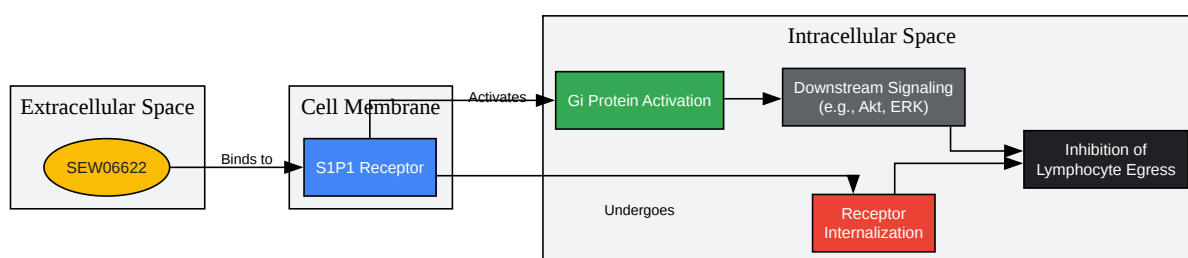 Extracellular Space
SEW06622
Binds to
Cell Membrane
S1P1 Receptor
Activates
Undergoes
Intracellular Space
Gi Protein Activation
Downstream Signaling
(e.g., Akt, ERK)
Receptor
Internalization
Inhibition of
Lymphocyte Egress